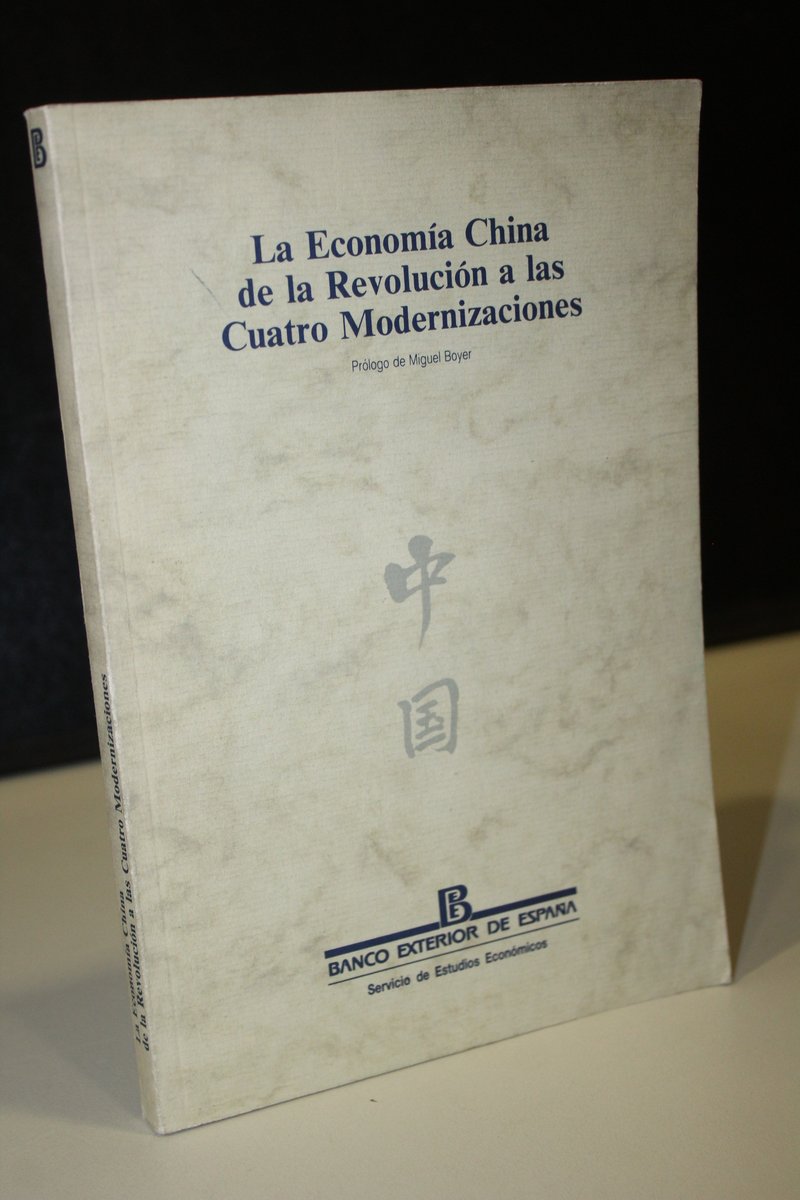 La Economía China
de la Revolución a las
Cuatro Modernizaciones
Prólogo de Miguel Boyer
中
国
BANCO EXTERIOR DE ESPAÑA
Servicio de Estudios Económicos
La Economía China
de la Revolución a las Cuatro Modernizaciones